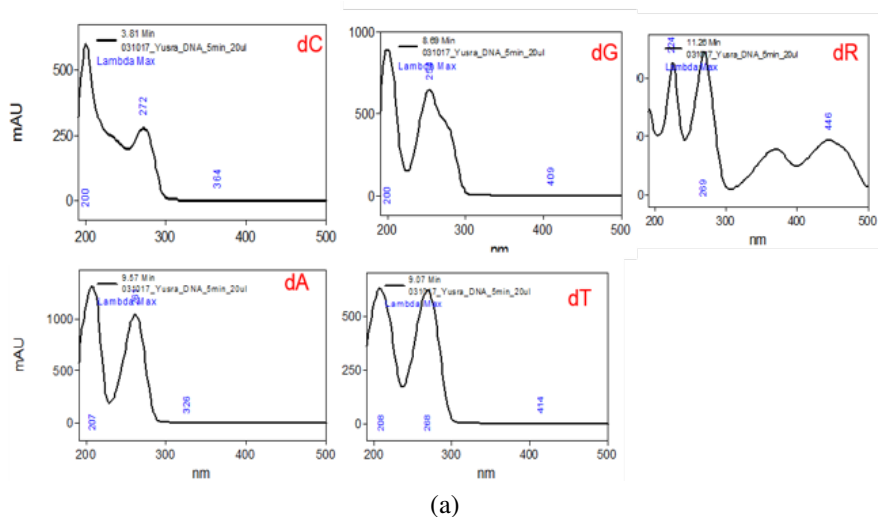 3.81 Min
031017_Yusra_DNA_5min_20ul
Lambda Max
dC
272
364
200
500
250
0
mAU
200
300
400
500
nm
8.69 Min
031017_Yusra_DNA_5min_20ul
Lambda Max
dG
409
200
1000
500
0
200
300
400
500
nm
11.26 Min
031017_Yusra_DNA_5min_20ul
dR
224
446
269
200
300
400
500
nm
9.57 Min
031017_Yusra_DNA_5min_20ul
Lambda Max
dA
326
207
1000
500
0
mAU
200
300
400
500
nm
9.07 Min
031017_Yusra_DNA_5min_20ul
Lambda Max
dT
414
208
268
500
250
0
200
300
400
500
nm
(a)